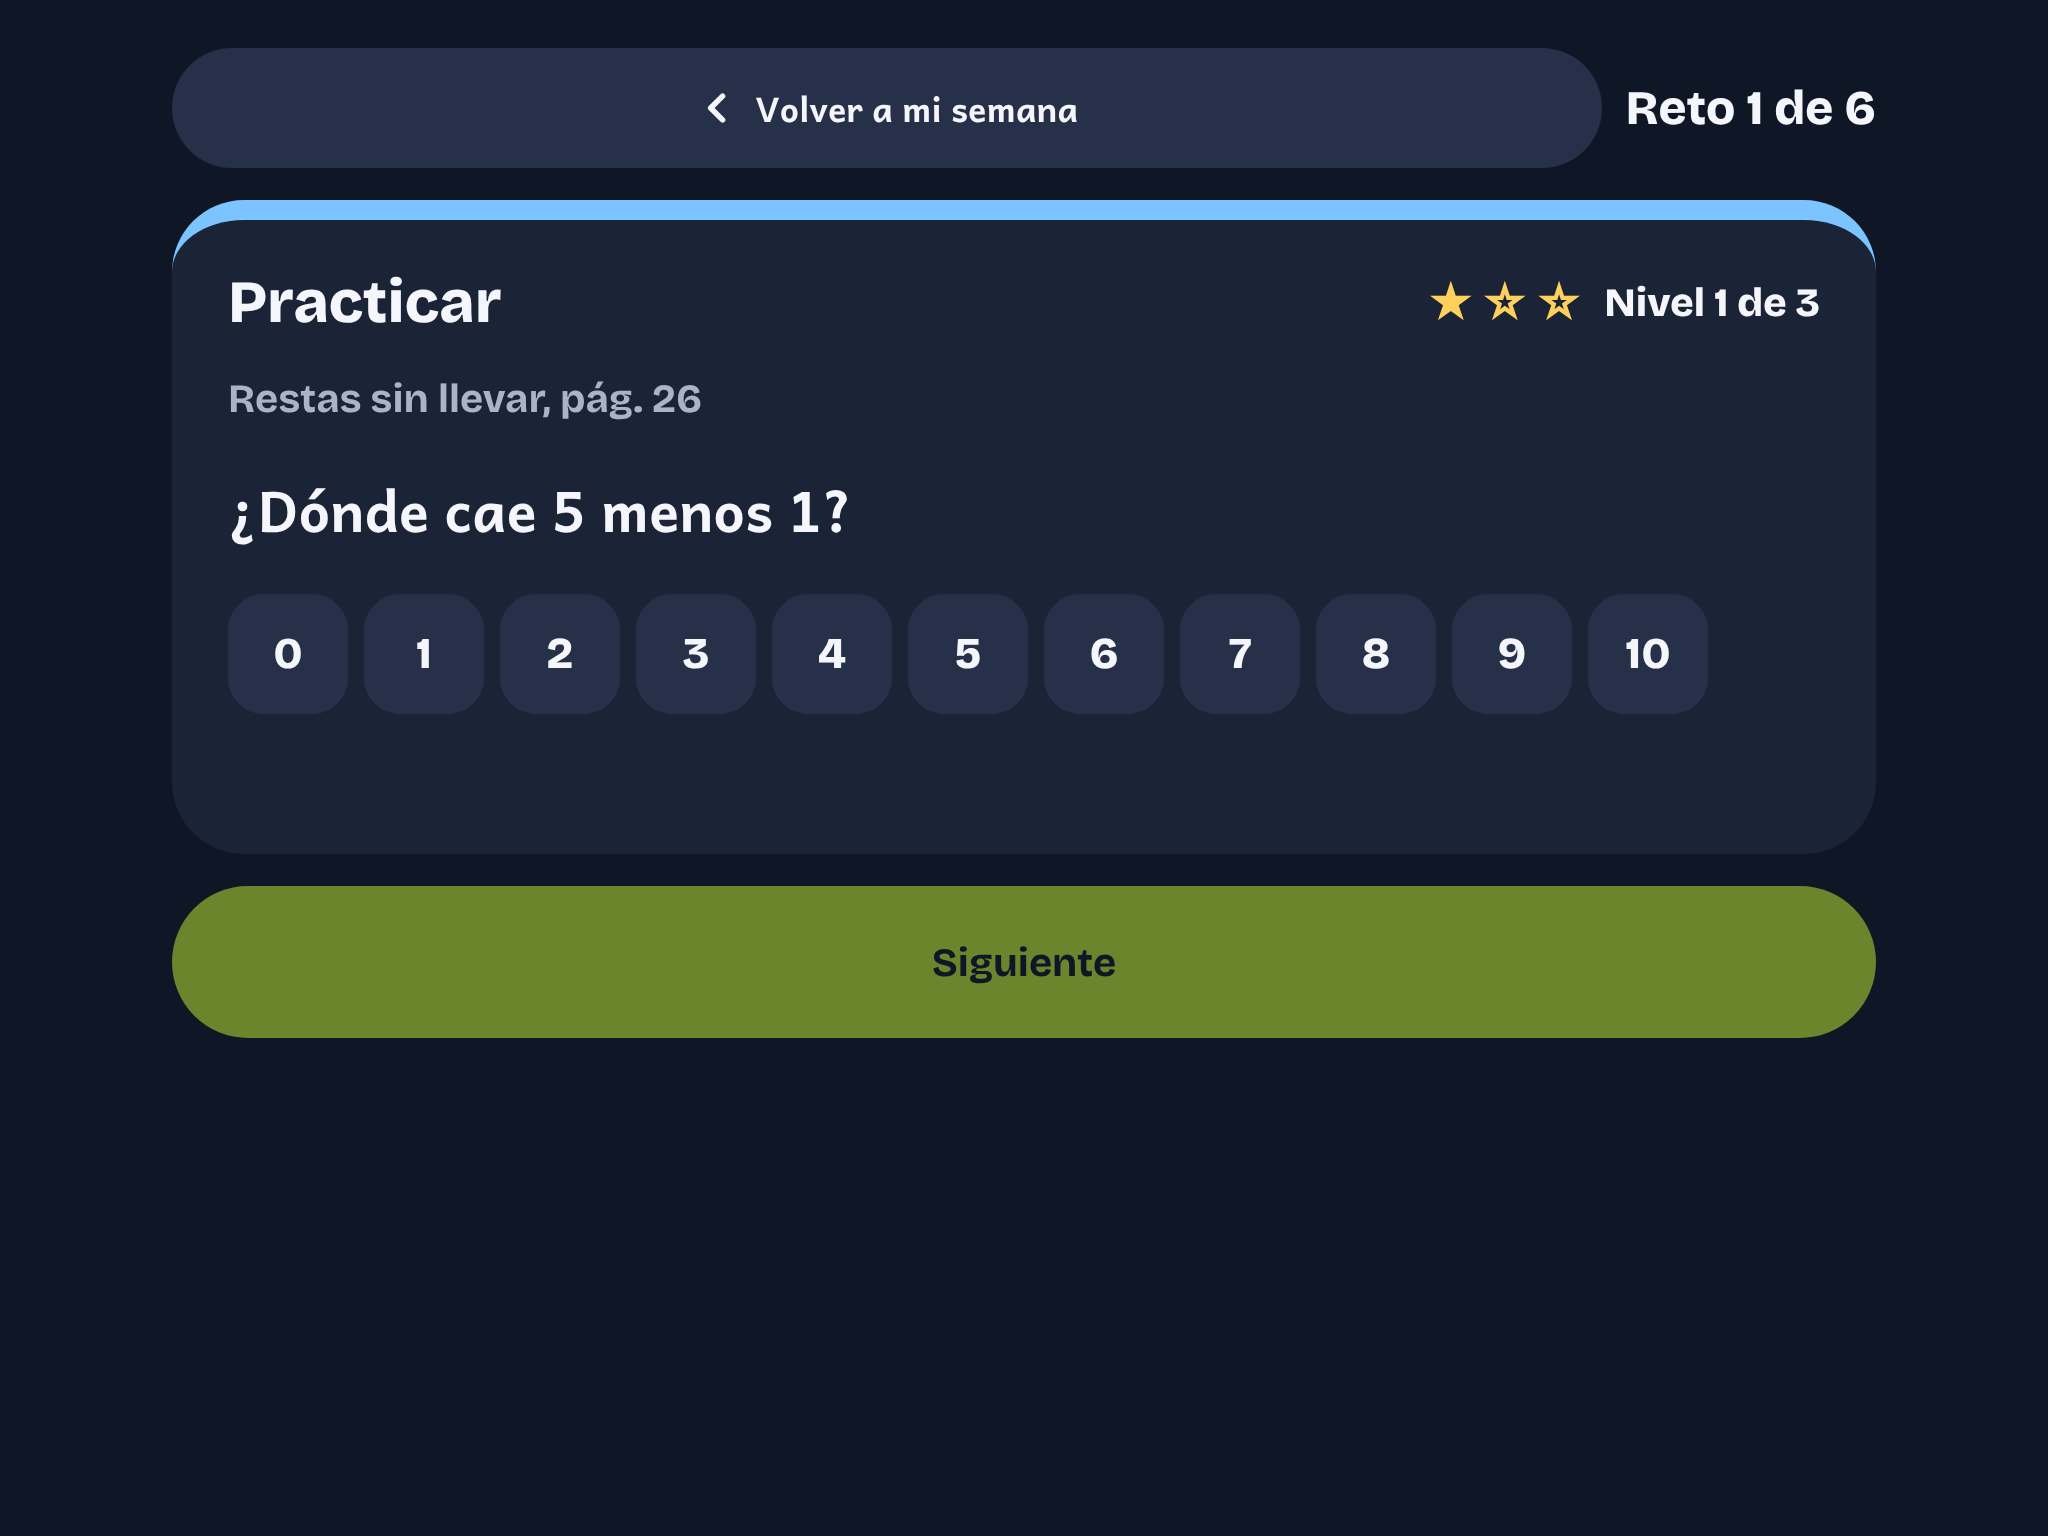 Volver a mi semana
Reto 1 de 6
Practicar
Nivel 1 de 3
Restas sin llevar, pág. 26
¿Dónde cae 5 menos 1?
0 1 2 3 4 5 6 7 8 9 10
Siguiente